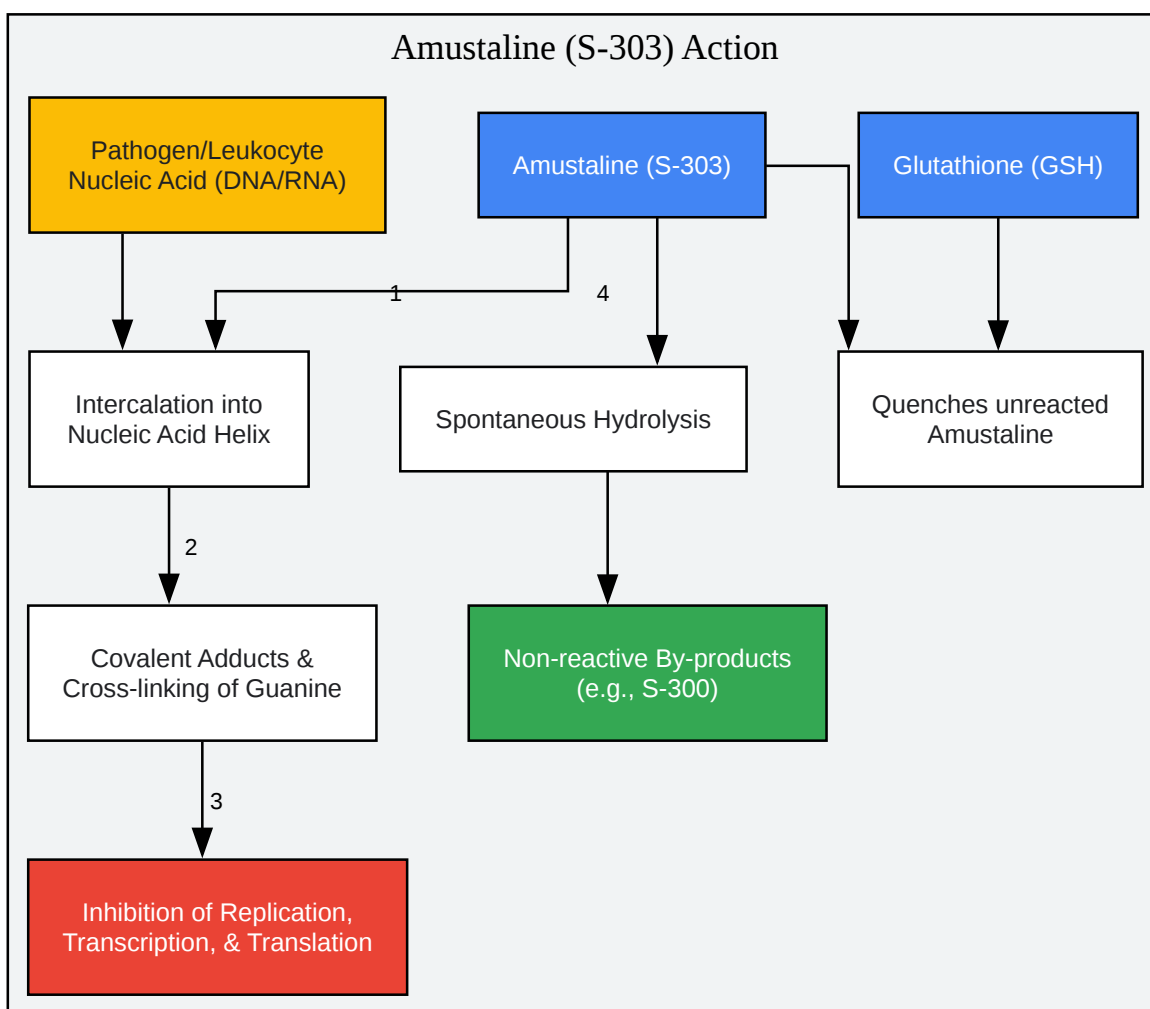 Amustaline (S-303) Action
Pathogen/Leukocyte
Nucleic Acid (DNA/RNA)
Amustaline (S-303)
Glutathione (GSH)
1
4
Intercalation into
Nucleic Acid Helix
Spontaneous Hydrolysis
Quenches unreacted
Amustaline
2
Covalent Adducts &
Cross-linking of Guanine
Non-reactive By-products
(e.g., S-300)
3
Inhibition of Replication,
Transcription, & Translation